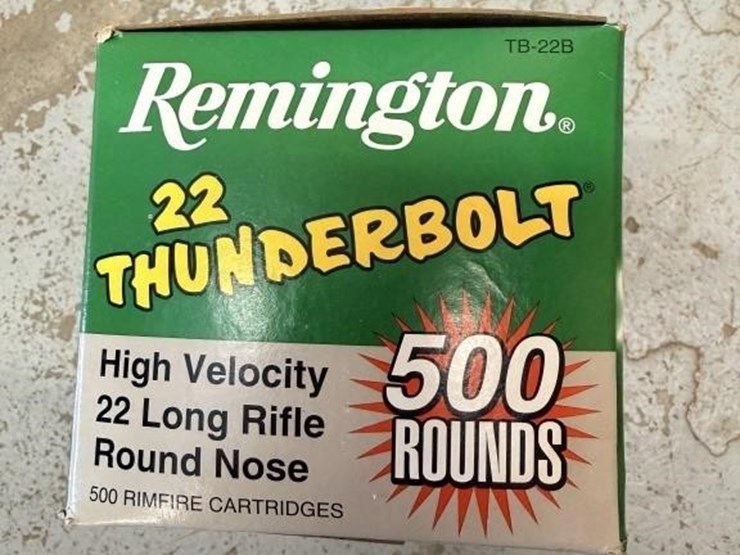 TB-22B
Remington®
22
THUNDERBOLT®
High Velocity
22 Long Rifle
Round Nose
500 RIMFIRE CARTRIDGES
500
ROUNDS